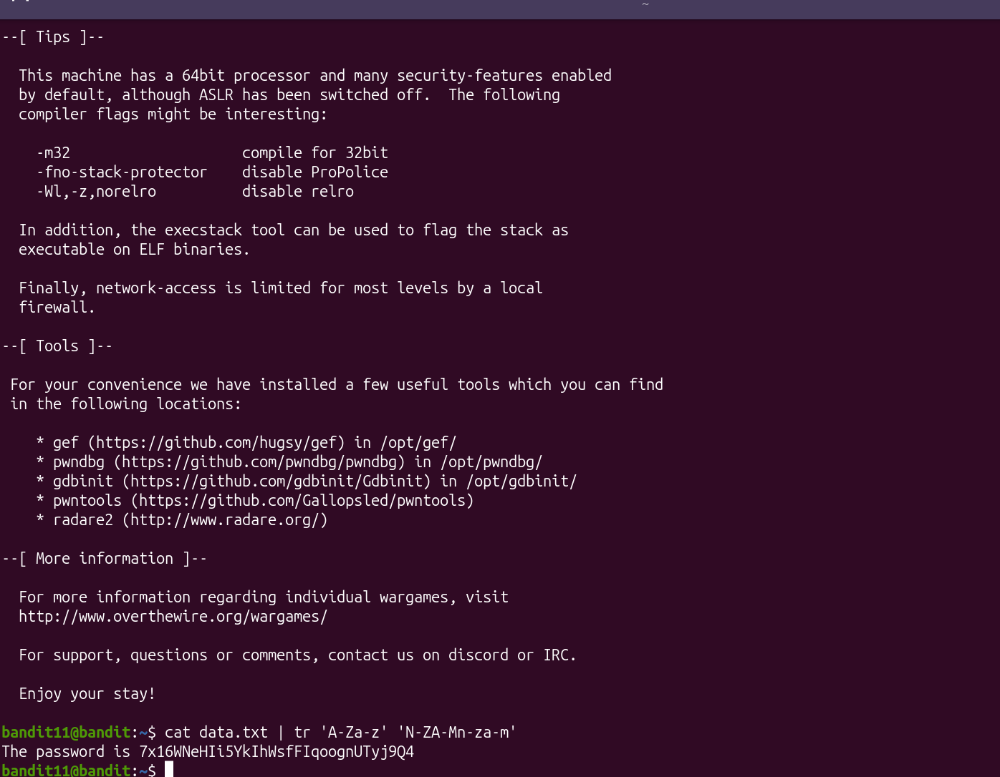 ~
--[ Tips ]--
This machine has a 64bit processor and many security-features enabled
by default, although ASLR has been switched off.  The following
compiler flags might be interesting:
-m32                    compile for 32bit
-fno-stack-protector    disable ProPolice
-Wl,-z,norelro          disable relro
In addition, the execstack tool can be used to flag the stack as
executable on ELF binaries.
Finally, network-access is limited for most levels by a local
firewall.
--[ Tools ]--
For your convenience we have installed a few useful tools which you can find
in the following locations:
* gef (https://github.com/hugsy/gef) in /opt/gef/
* pwndbg (https://github.com/pwndbg/pwndbg) in /opt/pwndbg/
* gdbinit (https://github.com/gdbinit/Gdbinit) in /opt/gdbinit/
* pwntools (https://github.com/Gallopsled/pwntools)
* radare2 (http://www.radare.org/)
--[ More information ]--
For more information regarding individual wargames, visit
http://www.overthewire.org/wargames/
For support, questions or comments, contact us on discord or IRC.
Enjoy your stay!
bandit11@bandit:~$ cat data.txt | tr 'A-Za-z' 'N-ZA-Mn-za-m'
The password is 7x16WNeHIi5YkIhWsfFIqoognUTyj9Q4
bandit11@bandit:~$